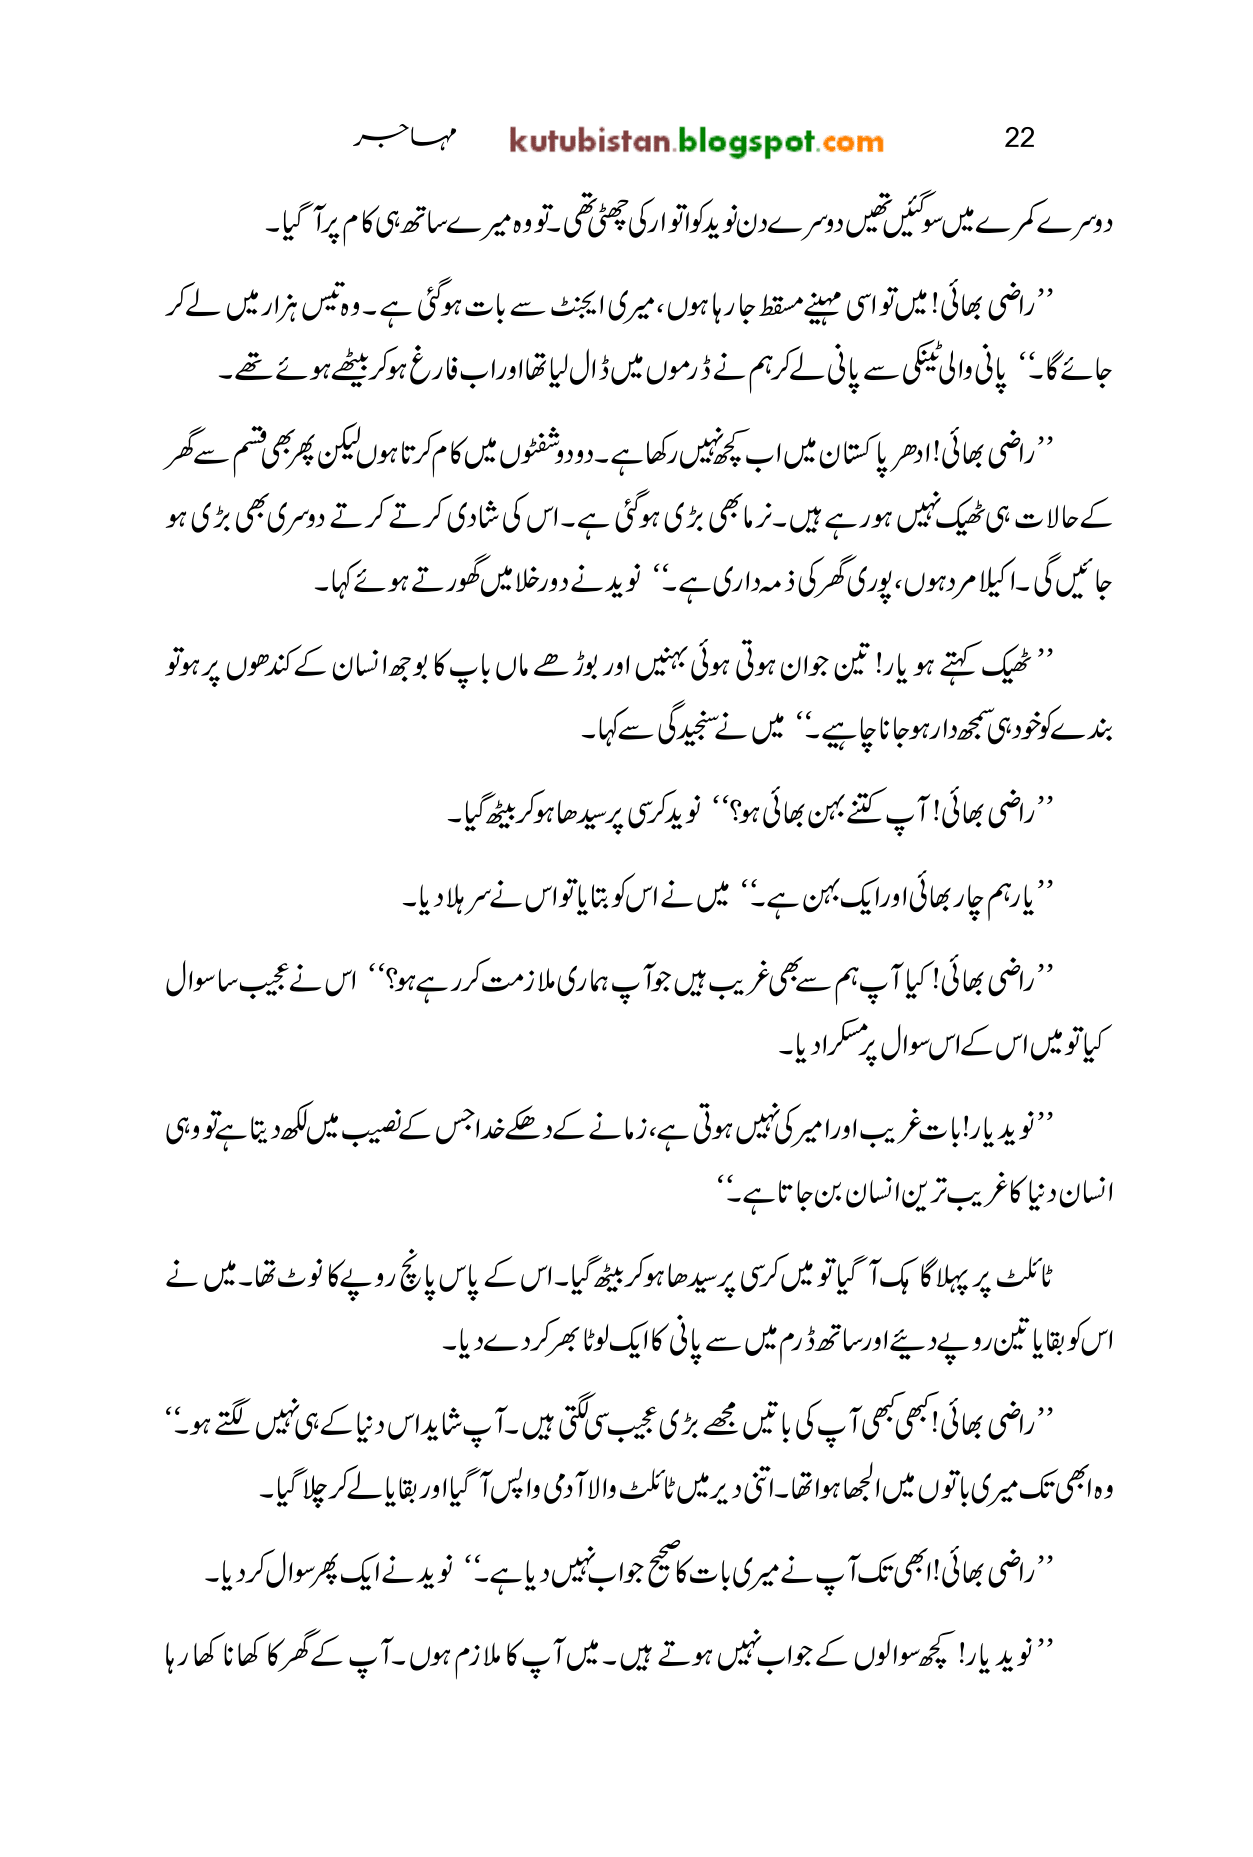 22 kutubistan.blogspot.com مہاجر
دوسرے کمرے میں سوگئیں تھیں دوسرے دن نوید کو اتوار کی چھٹی تھی۔ تو وہ میرے ساتھ ہی کام پر آ گیا۔
’’راضی بھائی! میں تو اسی مہینے مسقط جا رہا ہوں، میری ایجنٹ سے بات ہوگئی ہے۔ وہ تیس ہزار میں لے کر
جائے گا۔‘‘ پانی والی ٹینکی سے پانی لے کر ہم نے ڈرموں میں ڈال لیا تھا اور اب فارغ ہو کر بیٹھے ہوئے تھے۔
’’راضی بھائی! ادھر پاکستان میں اب کچھ نہیں رکھا ہے۔ دو دو شفٹوں میں کام کرتا ہوں لیکن پھر بھی قسم سے گھر
کے حالات ہی ٹھیک نہیں ہو رہے ہیں۔ نرما بھی بڑی ہوگئی ہے۔ اس کی شادی کرتے کرتے دوسری بھی بڑی ہو
جائیں گی۔ اکیلا مرد ہوں، پوری گھر کی ذمہ داری ہے۔‘‘ نوید نے دور خلا میں گھورتے ہوئے کہا۔
’’ٹھیک کہتے ہو یار! تین جوان ہوتی ہوئی بہنیں اور بوڑھے ماں باپ کا بوجھ انسان کے کندھوں پر ہو تو
بندے کو خود ہی سمجھ دار ہو جانا چاہیے۔‘‘ میں نے سنجیدگی سے کہا۔
’’راضی بھائی! آپ کتنے بہن بھائی ہو؟‘‘ نوید کرسی پر سیدھا ہو کر بیٹھ گیا۔
’’یار ہم چار بھائی اور ایک بہن ہے۔‘‘ میں نے اس کو بتایا تو اس نے سر ہلا دیا۔
’’راضی بھائی! کیا آپ ہم سے بھی غریب ہیں جو آپ ہماری ملازمت کر رہے ہو؟‘‘ اس نے عجیب سا سوال
کیا تو میں اس کے اس سوال پر مسکرا دیا۔
’’نوید یار! بات غریب اور امیر کی نہیں ہوتی ہے، زمانے کے دھکے خدا جس کے نصیب میں لکھ دیتا ہے تو وہی
انسان دنیا کا غریب ترین انسان بن جاتا ہے۔‘‘
ٹائلٹ پر پہلا گاہک آ گیا تو میں کرسی پر سیدھا ہو کر بیٹھ گیا۔ اس کے پاس پانچ روپے کا نوٹ تھا۔ میں نے
اس کو بقایا تین روپے دیئے اور ساتھ ڈرم میں سے پانی کا ایک لوٹا بھر کر دے دیا۔
’’راضی بھائی! کبھی کبھی آپ کی باتیں مجھے بڑی عجیب سی لگتی ہیں۔ آپ شاید اس دنیا کے ہی نہیں لگتے ہو۔‘‘
وہ ابھی تک میری باتوں میں الجھا ہوا تھا۔ اتنی دیر میں ٹائلٹ والا آدمی واپس آ گیا اور بقایا لے کر چلا گیا۔
’’راضی بھائی! ابھی تک آپ نے میری بات کا صحیح جواب نہیں دیا ہے۔‘‘ نوید نے ایک پھر سوال کر دیا۔
’’نوید یار! کچھ سوالوں کے جواب نہیں ہوتے ہیں۔ میں آپ کا ملازم ہوں۔ آپ کے گھر کا کھانا کھا رہا